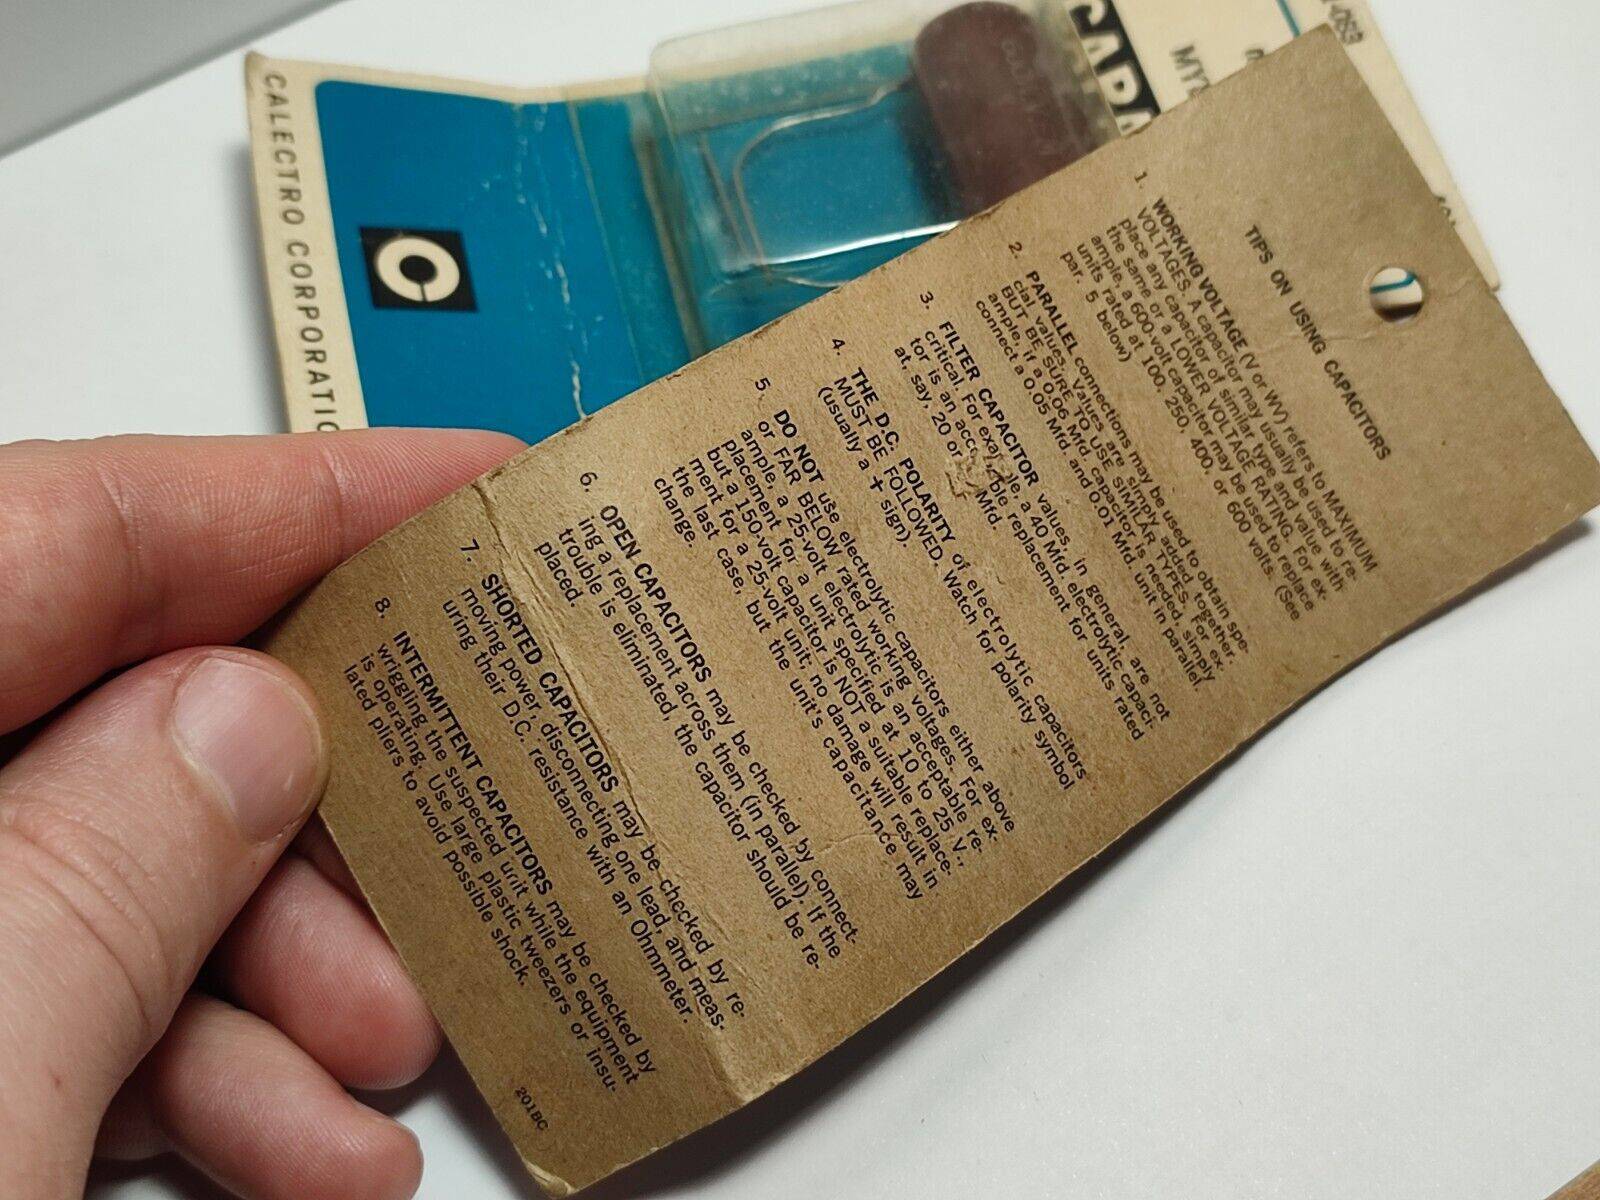 CALECTRO CORPORATIO
CAPA
MY
-089
TIPS ON USING CAPACITORS
1. WORKING VOLTAGE (V or WV) refers to MAXIMUM
VOLTAGES. A capacitor may usually be used to re-
place any capacitor of similar type and value with
the same or a LOWER VOLTAGE RATING. For ex-
ample, a 600-volt capacitor may be used to replace
units rated at 100, 250, 400, or 600 volts. (See
par. 5 below)
2. PARALLEL connections may be used to obtain spe-
cial values. Values are simply added together.
BUT BE SURE TO USE SIMILAR TYPES. For ex-
ample, if a 0.06 Mfd. capacitor is needed, simply
connect a 0.05 Mfd. and 0.01 Mfd. unit in parallel.
3. FILTER CAPACITOR values, in general, are not
critical. For example, a 40 Mfd. electrolytic capaci-
tor is an acceptable replacement for units rated
at, say, 20 or Mfd.
4. THE D.C. POLARITY of electrolytic capacitors
MUST BE FOLLOWED. Watch for polarity symbol
(usually a + sign).
5. DO NOT use electrolytic capacitors either above
or FAR BELOW rated working voltages. For ex-
ample, a 25-volt electrolytic is an acceptable re-
placement for a unit specified at 10 to 25 V.,
but a 150-volt capacitor is NOT a suitable replace-
ment for a 25-volt unit; no damage will result in
the last case, but the unit's capacitance may
change.
6. OPEN CAPACITORS may be checked by connect-
ing a replacement across them (in parallel). If the
trouble is eliminated, the capacitor should be re-
placed.
7. SHORTED CAPACITORS may be checked by re-
moving power, disconnecting one lead, and meas-
uring their D.C. resistance with an Ohmmeter.
8. INTERMITTENT CAPACITORS may be checked by
wriggling the suspected unit while the equipment
is operating. Use large plastic tweezers or insu-
lated pliers to avoid possible shock.
201BC